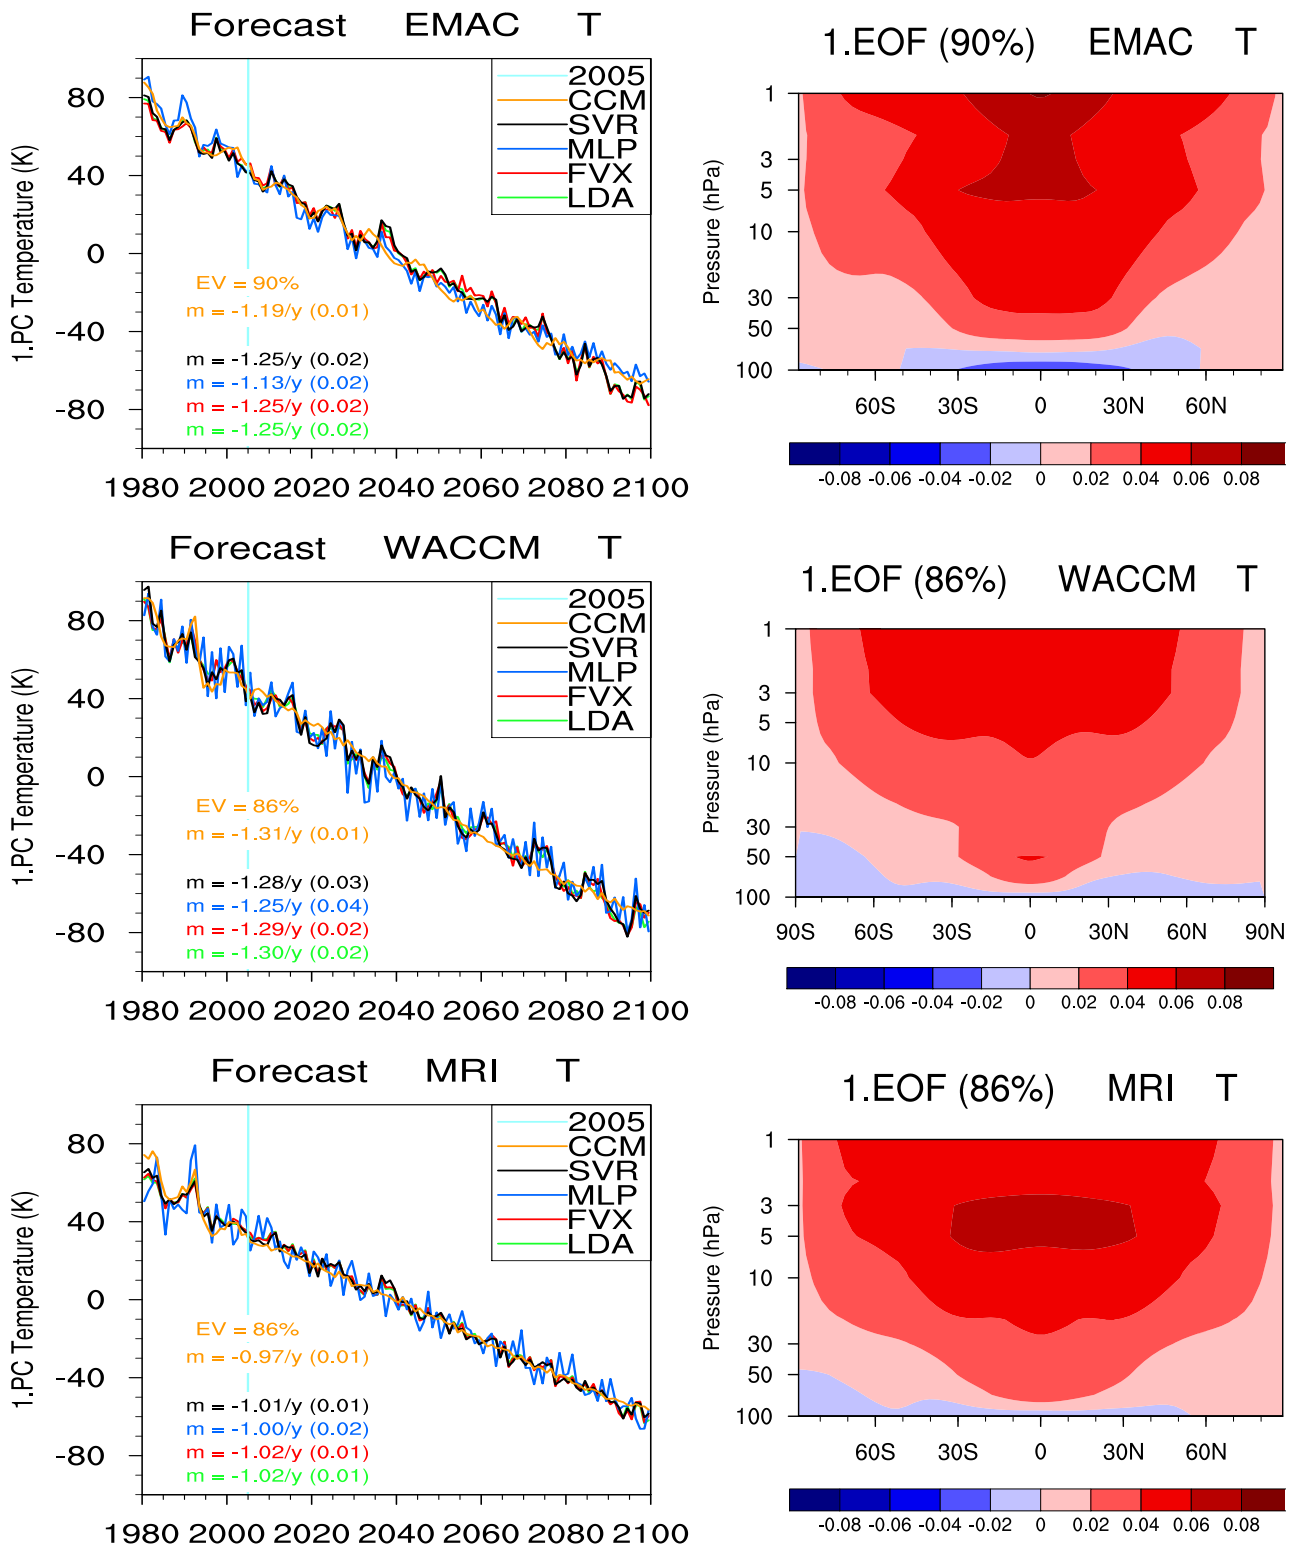 Forecast EMAC T
1.PC Temperature (K)
80
40
0
-40
-80
2005
CCM
SVR
MLP
FVX
LDA
EV = 90%
m = -1.19/y (0.01)
m = -1.25/y (0.02)
m = -1.13/y (0.02)
m = -1.25/y (0.02)
m = -1.25/y (0.02)
1980 2000 2020 2040 2060 2080 2100
1.EOF (90%) EMAC T
Pressure (hPa)
1
3
5
10
30
50
100
60S 30S 0 30N 60N
-0.08 -0.06 -0.04 -0.02 0 0.02 0.04 0.06 0.08
Forecast WACCM T
1.PC Temperature (K)
80
40
0
-40
-80
2005
CCM
SVR
MLP
FVX
LDA
EV = 86%
m = -1.31/y (0.01)
m = -1.28/y (0.03)
m = -1.25/y (0.04)
m = -1.29/y (0.02)
m = -1.30/y (0.02)
1980 2000 2020 2040 2060 2080 2100
1.EOF (86%) WACCM T
Pressure (hPa)
1
3
5
10
30
50
100
90S 60S 30S 0 30N 60N 90N
-0.08 -0.06 -0.04 -0.02 0 0.02 0.04 0.06 0.08
Forecast MRI T
1.PC Temperature (K)
80
40
0
-40
-80
2005
CCM
SVR
MLP
FVX
LDA
EV = 86%
m = -0.97/y (0.01)
m = -1.01/y (0.01)
m = -1.00/y (0.02)
m = -1.02/y (0.01)
m = -1.02/y (0.01)
1980 2000 2020 2040 2060 2080 2100
1.EOF (86%) MRI T
Pressure (hPa)
1
3
5
10
30
50
100
60S 30S 0 30N 60N
-0.08 -0.06 -0.04 -0.02 0 0.02 0.04 0.06 0.08